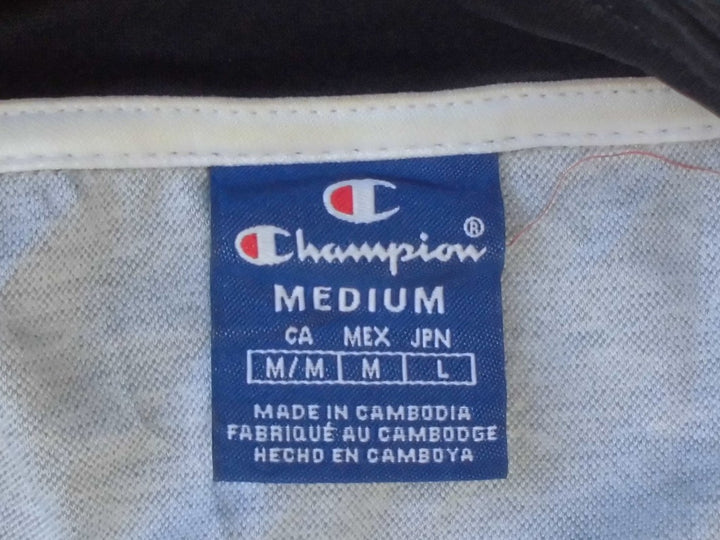 Champion®
MEDIUM
CA MEX JPN
M/M M L
MADE IN CAMBODIA
FABRIQUÉ AU CAMBODGE
HECHO EN CAMBOYA